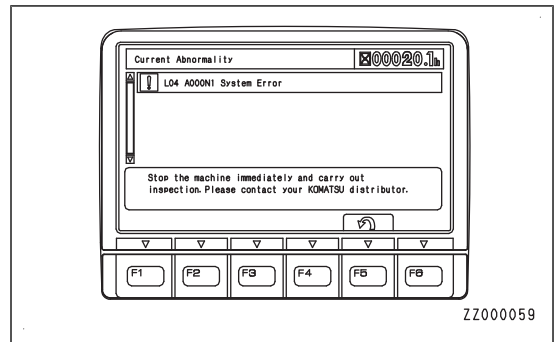 Current Abnormality 00020.1h
! L04 A000N1 System Error
Stop the machine immediately and carry out
inspection. Please contact your KOMATSU distributor.
F1 F2 F3 F4 F5 F6
ZZ000059